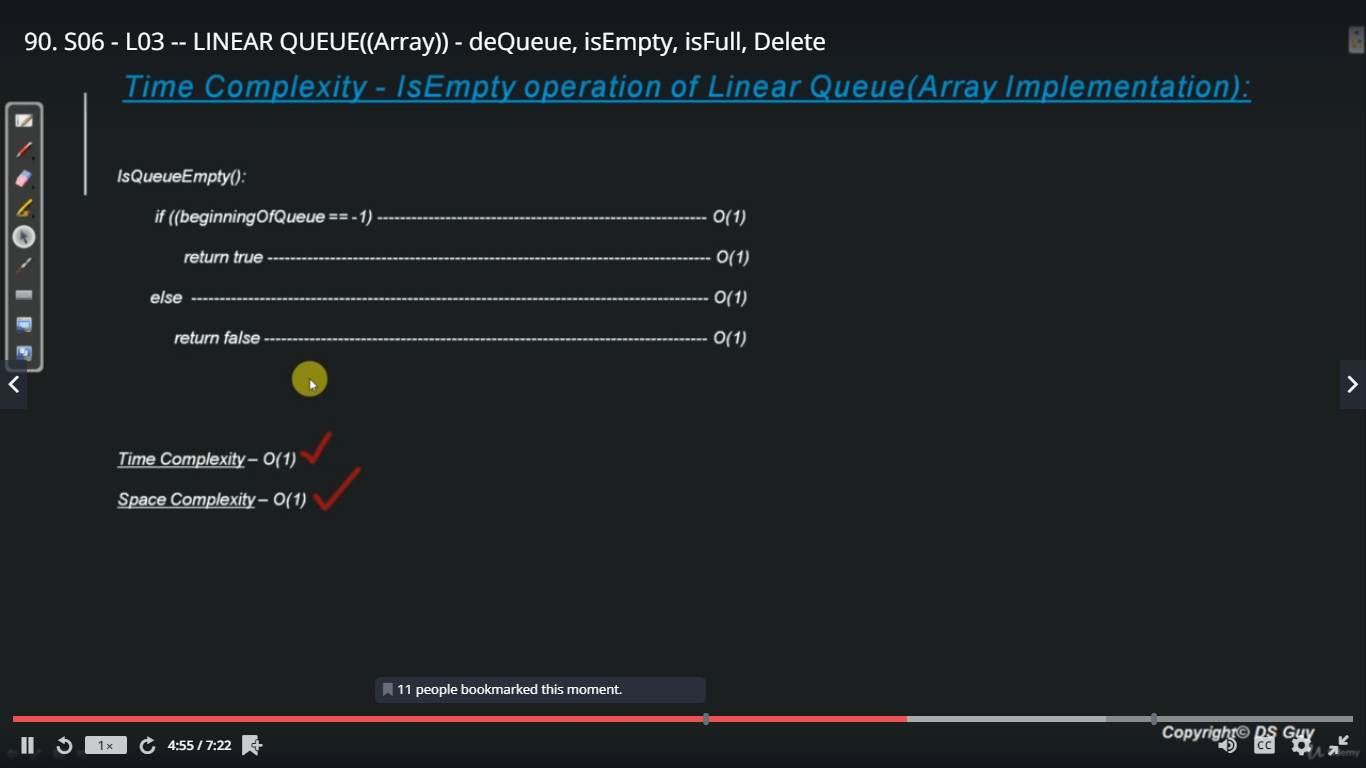 90. S06 - L03 -- LINEAR QUEUE((Array)) - deQueue, isEmpty, isFull, Delete
Time Complexity - IsEmpty operation of Linear Queue(Array Implementation):
IsQueueEmpty():
if ((beginningOfQueue == -1) ------------------------------------------------------------ O(1)
return true -------------------------------------------------------------------------------- O(1)
else ---------------------------------------------------------------------------------------------- O(1)
return false -------------------------------------------------------------------------------- O(1)
Time Complexity – O(1)
Space Complexity – O(1)
11 people bookmarked this moment.
Copyright© DS Guy
1×
4:55 / 7:22
CC